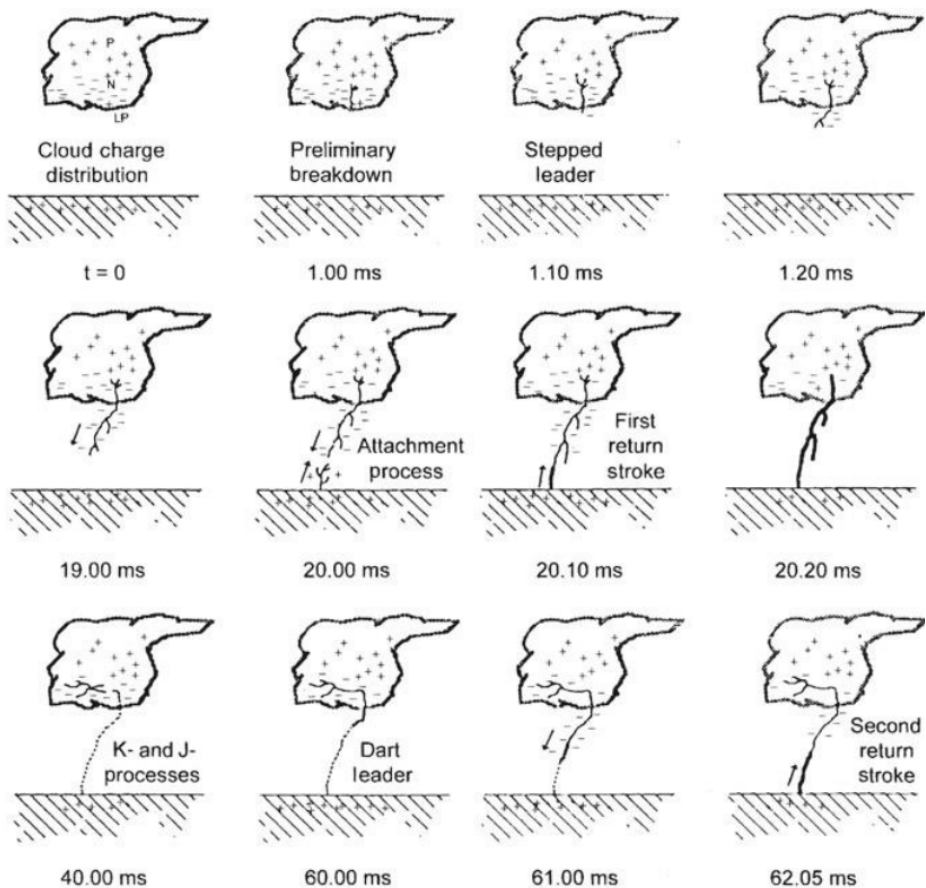 P
N
LP
Cloud charge
distribution
Preliminary
breakdown
Stepped
leader
t = 0
1.00 ms
1.10 ms
1.20 ms
Attachment
process
First
return
stroke
19.00 ms
20.00 ms
20.10 ms
20.20 ms
K- and J-
processes
Dart
leader
Second
return
stroke
40.00 ms
60.00 ms
61.00 ms
62.05 ms